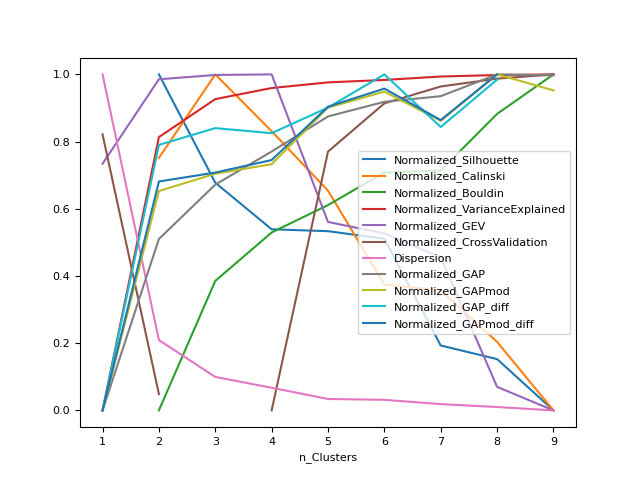 1.0
0.8
0.6
0.4
0.2
0.0
Normalized_Silhouette
Normalized_Calinski
Normalized_Bouldin
Normalized_VarianceExplained
Normalized_GEV
Normalized_CrossValidation
Dispersion
Normalized_GAP
Normalized_GAPmod
Normalized_GAP_diff
Normalized_GAPmod_diff
1 2 3 4 5 6 7 8 9
n_Clusters